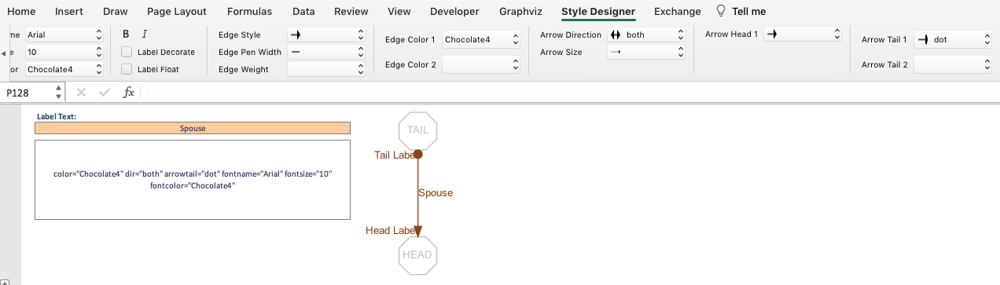 Home Insert Draw Page Layout Formulas Data Review View Developer Graphviz Style Designer Exchange Tell me
me Arial B I Edge Style Edge Color 1 Chocolate4 Arrow Direction both Arrow Head 1 Arrow Tail 1 dot
e 10 Label Decorate Edge Pen Width Arrow Size
or Chocolate4 Label Float Edge Weight Edge Color 2 Arrow Tail 2
P128 fx
Label Text:
Spouse
color="Chocolate4" dir="both" arrowtail="dot" fontname="Arial" fontsize="10"
fontcolor="Chocolate4"
TAIL
Tail Label
Spouse
Head Label
HEAD